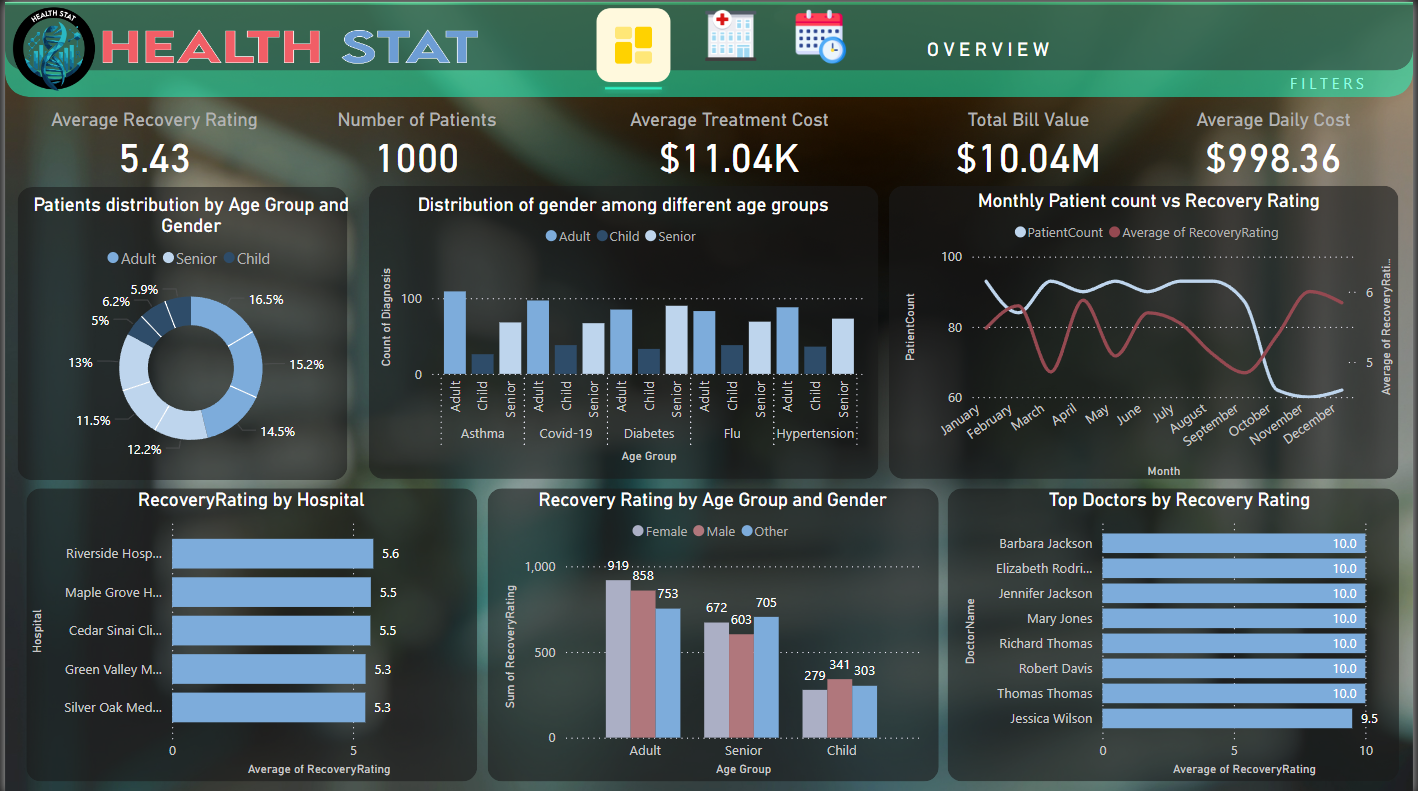 HEALTH STAT
HEALTH STAT
OVERVIEW
FILTERS
Average Recovery Rating
5.43
Number of Patients
1000
Average Treatment Cost
$11.04K
Total Bill Value
$10.04M
Average Daily Cost
$998.36
Patients distribution by Age Group and
Gender
Adult Senior Child
16.5%
15.2%
14.5%
12.2%
11.5%
13%
5%
6.2%
5.9%
Distribution of gender among different age groups
Adult Child Senior
Count of Diagnosis
100
0
Adult Child Senior Adult Child Senior Adult Child Senior Adult Child Senior Adult Child Senior
Asthma Covid-19 Diabetes Flu Hypertension
Age Group
Monthly Patient count vs Recovery Rating
PatientCount Average of RecoveryRating
PatientCount
100
80
60
6
5
Average of RecoveryRati...
January February March April May June July August September October November December
Month
RecoveryRating by Hospital
Hospital
Riverside Hosp... 5.6
Maple Grove H... 5.5
Cedar Sinai Cli... 5.5
Green Valley M... 5.3
Silver Oak Med... 5.3
0 5
Average of RecoveryRating
Recovery Rating by Age Group and Gender
Female Male Other
Sum of RecoveryRating
1,000
500
0
919 858 753
672 603 705
279 341 303
Adult Senior Child
Age Group
Top Doctors by Recovery Rating
DoctorName
Barbara Jackson 10.0
Elizabeth Rodri... 10.0
Jennifer Jackson 10.0
Mary Jones 10.0
Richard Thomas 10.0
Robert Davis 10.0
Thomas Thomas 10.0
Jessica Wilson 9.5
0 5 10
Average of RecoveryRating